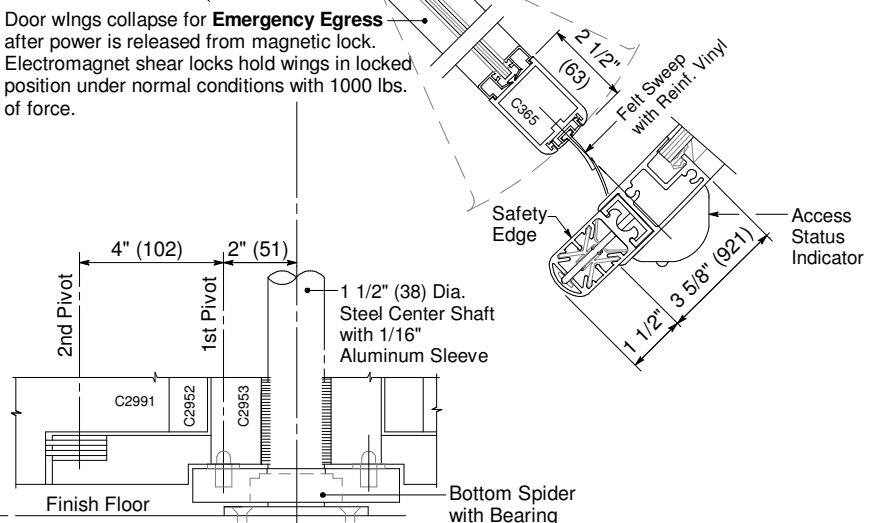 Door wIngs collapse for Emergency Egress
after power is released from magnetic lock.
Electromagnet shear locks hold wings in locked
position under normal conditions with 1000 lbs.
of force.
2 1/2"
(63)
C365
Felt Sweep
with Reinf. Vinyl
Safety
Edge
Access
Status
Indicator
3 5/8" (921)
1 1/2"
4" (102)
2" (51)
2nd Pivot
1st Pivot
1 1/2" (38) Dia.
Steel Center Shaft
with 1/16"
Aluminum Sleeve
C2991
C2952
C2953
Finish Floor
Bottom Spider
with Bearing